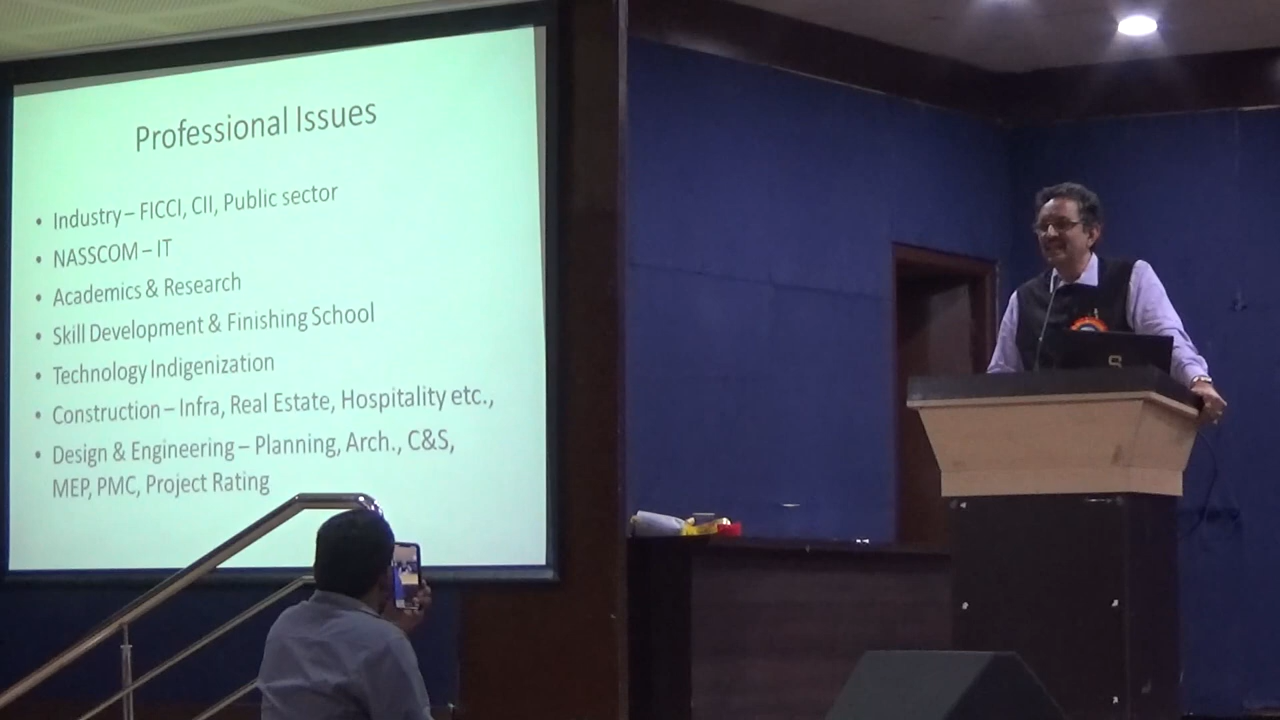 Professional Issues
• Industry – FICCI, CII, Public sector
• NASSCOM – IT
• Academics & Research
• Skill Development & Finishing School
• Technology Indigenization
• Construction – Infra, Real Estate, Hospitality etc.,
• Design & Engineering – Planning, Arch., C&S,
MEP, PMC, Project Rating